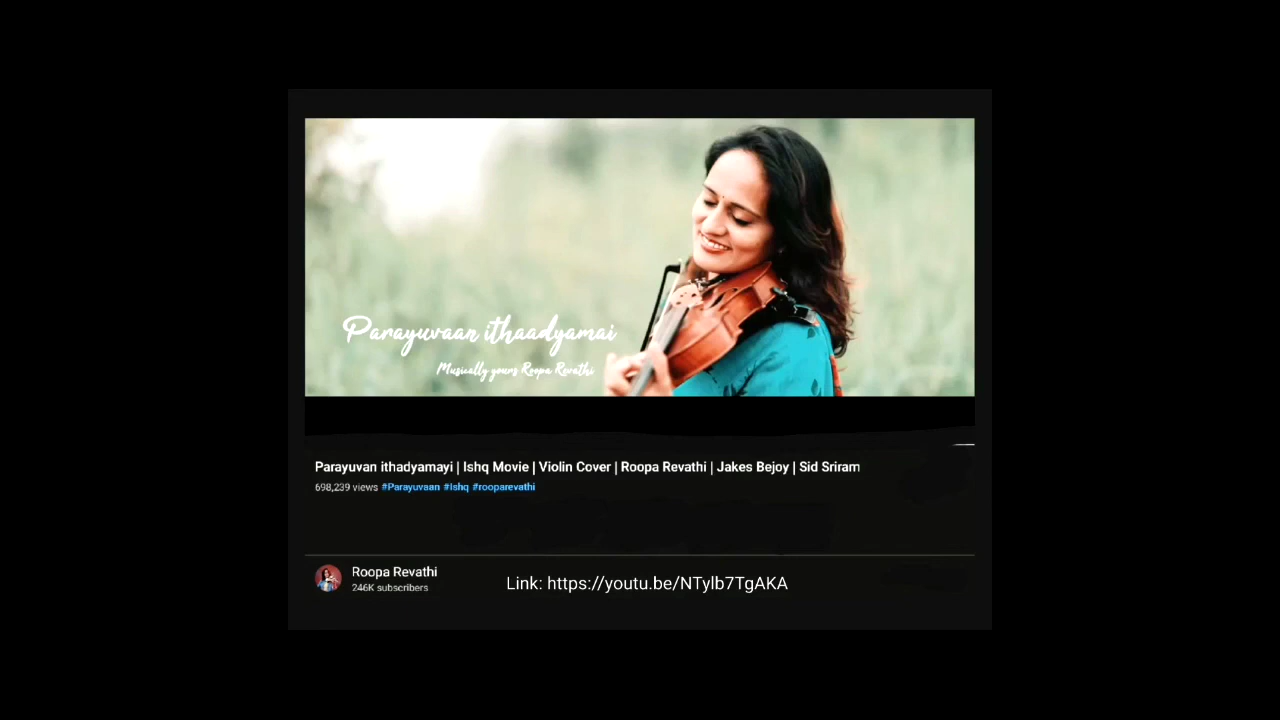 Parayuvaan ithaadyamai
Musically yours Roopa Revathi
Parayuvan ithadyamayi | Ishq Movie | Violin Cover | Roopa Revathi | Jakes Bejoy | Sid Sriram
698,239 views #Parayuvaan #Ishq #rooparevathi
Roopa Revathi
246K subscribers
Link: https://youtu.be/NTylb7TgAKA